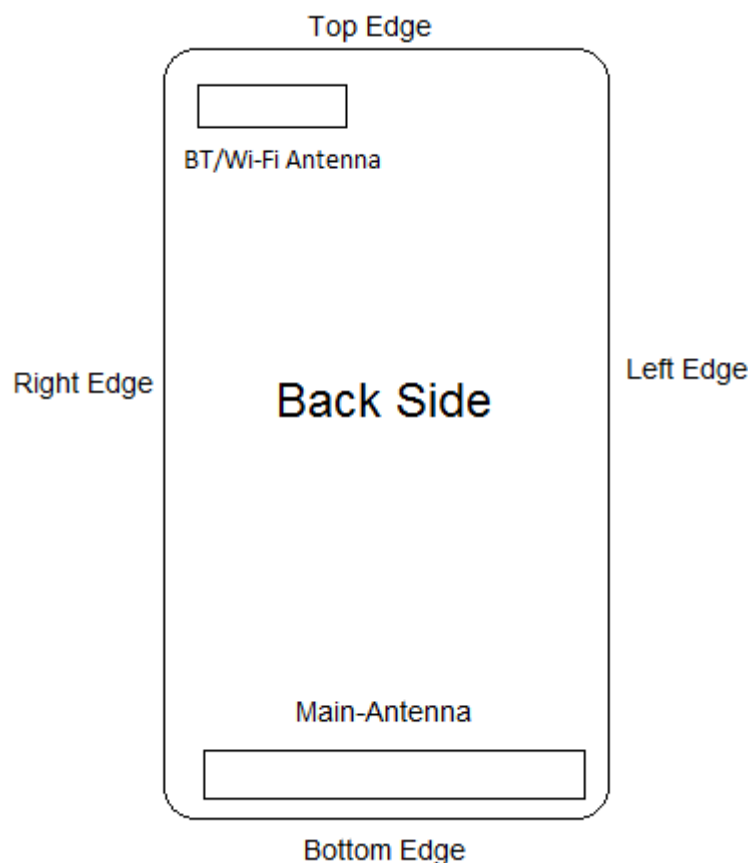 Top Edge
BT/Wi-Fi Antenna
Right Edge
Back Side
Left Edge
Main-Antenna
Bottom Edge